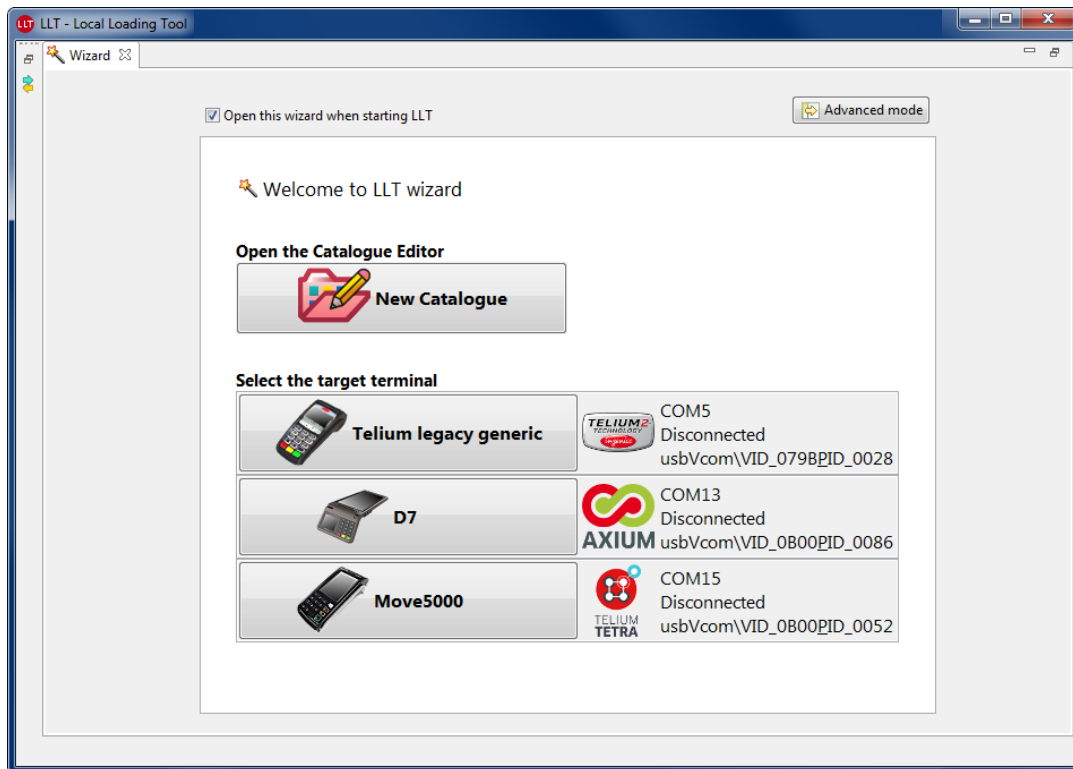 LLT LLT - Local Loading Tool
Wizard
Open this wizard when starting LLT
Advanced mode
Welcome to LLT wizard
Open the Catalogue Editor
New Catalogue
Select the target terminal
Telium legacy generic
TELIUM2
TECHNOLOGY
ingenico
COM5
Disconnected
usbVcom\VID_079BPID_0028
D7
AXIUM
COM13
Disconnected
usbVcom\VID_0B00PID_0086
Move5000
TELIUM
TETRA
COM15
Disconnected
usbVcom\VID_0B00PID_0052